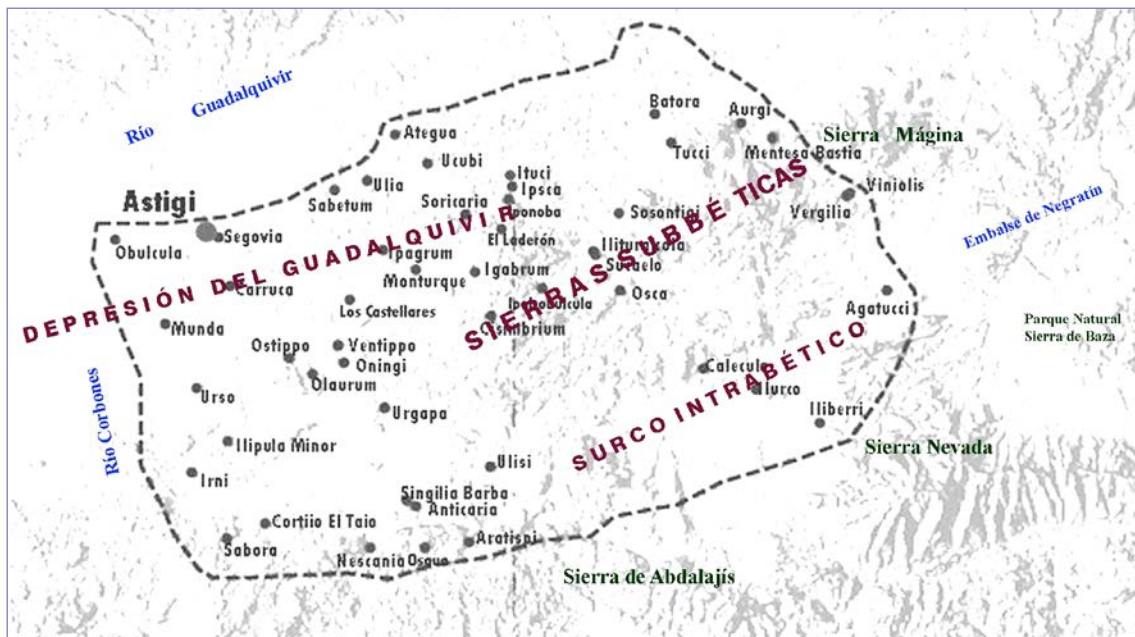 Río Guadalquivir
Batora
Aurgi
Ategua
Sierra Mágina
Tucci
Mentesa Bastia
Ucubi
Ituci
Ipsca
Viniolis
Astigi
Ulia
Sabetum
Soricaria
Iponoba
Sosontigi
Vergilia
Embalse de Negratín
Segovia
El Laderón
Obulcula
Ipagrum
Sucaelo
DEPRESIÓN DEL GUADALQUIVIR
SIERRAS SUBBÉTICAS
Monturque
Igabrum
Carruca
Osca
Agatucci
Los Castellares
Cisimbrium
Munda
Parque Natural
Sierra de Baza
Ostippo
Ventippo
Oningi
Olaurum
Calecula
Ilurco
SURCO INTRABÉTICO
Urso
Urgapa
Iliberri
Río Corbones
Ilipula Minor
Sierra Nevada
Ulisi
Irni
Singilia Barba
Anticaria
Cortijo El Tajo
Sabora
Aratispi
Nescania
Osqua
Sierra de Abdalajís